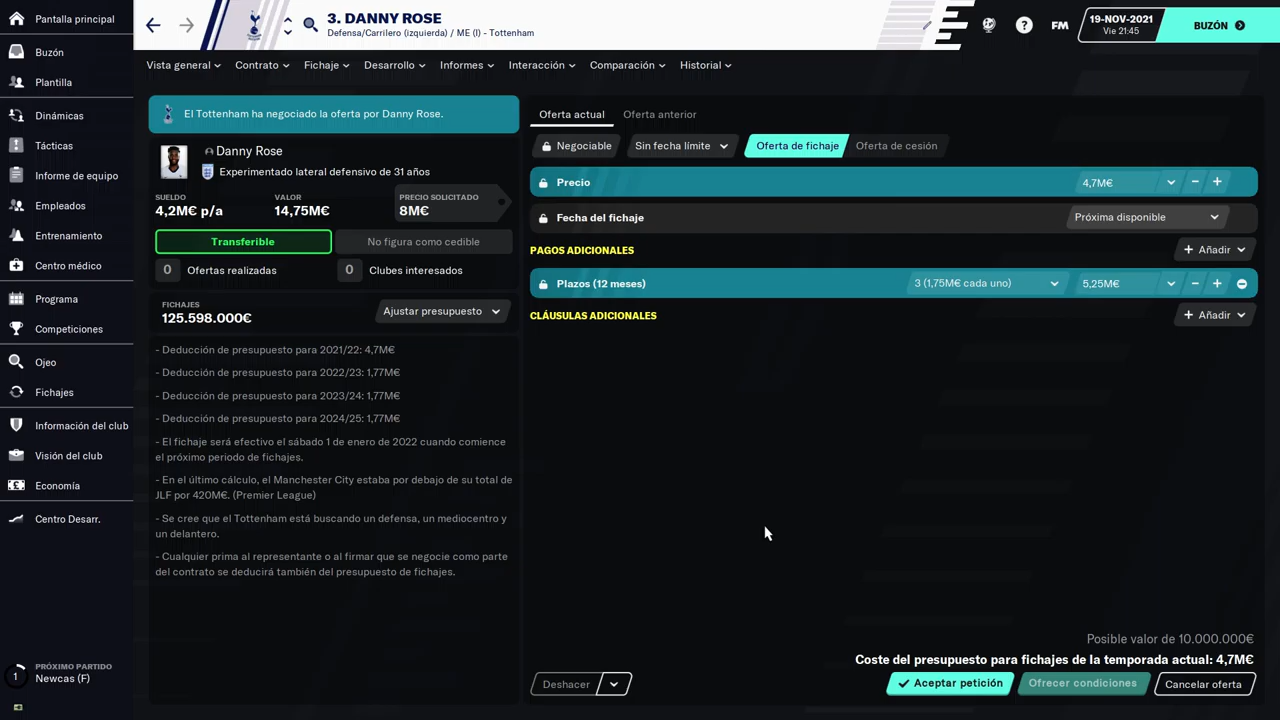 Pantalla principal
Buzón
Plantilla
Dinámicas
Tácticas
Informe de equipo
Empleados
Entrenamiento
Centro médico
Programa
Competiciones
Ojeo
Fichajes
Información del club
Visión del club
Economía
Centro Desarr.
1
PRÓXIMO PARTIDO
Newcas (F)
3. DANNY ROSE
Defensa/Carrilero (izquierda) / ME (I) - Tottenham
?
FM
19-NOV-2021
Vie 21:45
BUZÓN
Vista general
Contrato
Fichaje
Desarrollo
Informes
Interacción
Comparación
Historial
El Tottenham ha negociado la oferta por Danny Rose.
Danny Rose
Experimentado lateral defensivo de 31 años
SUELDO
4,2M€ p/a
VALOR
14,75M€
PRECIO SOLICITADO
8M€
Transferible
No figura como cedible
0 Ofertas realizadas
0 Clubes interesados
FICHAJES
125.598.000€
Ajustar presupuesto
- Deducción de presupuesto para 2021/22: 4,7M€
- Deducción de presupuesto para 2022/23: 1,77M€
- Deducción de presupuesto para 2023/24: 1,77M€
- Deducción de presupuesto para 2024/25: 1,77M€
- El fichaje será efectivo el sábado 1 de enero de 2022 cuando comience
el próximo periodo de fichajes.
- En el último cálculo, el Manchester City estaba por debajo de su total de
JLF por 420M€. (Premier League)
- Se cree que el Tottenham está buscando un defensa, un mediocentro y
un delantero.
- Cualquier prima al representante o al firmar que se negocie como parte
del contrato se deducirá también del presupuesto de fichajes.
Oferta actual
Oferta anterior
Negociable
Sin fecha límite
Oferta de fichaje
Oferta de cesión
Precio
4,7M€
Fecha del fichaje
Próxima disponible
PAGOS ADICIONALES
+ Añadir
Plazos (12 meses)
3 (1,75M€ cada uno)
5,25M€
CLÁUSULAS ADICIONALES
+ Añadir
Posible valor de 10.000.000€
Coste del presupuesto para fichajes de la temporada actual: 4,7M€
Deshacer
Aceptar petición
Ofrecer condiciones
Cancelar oferta